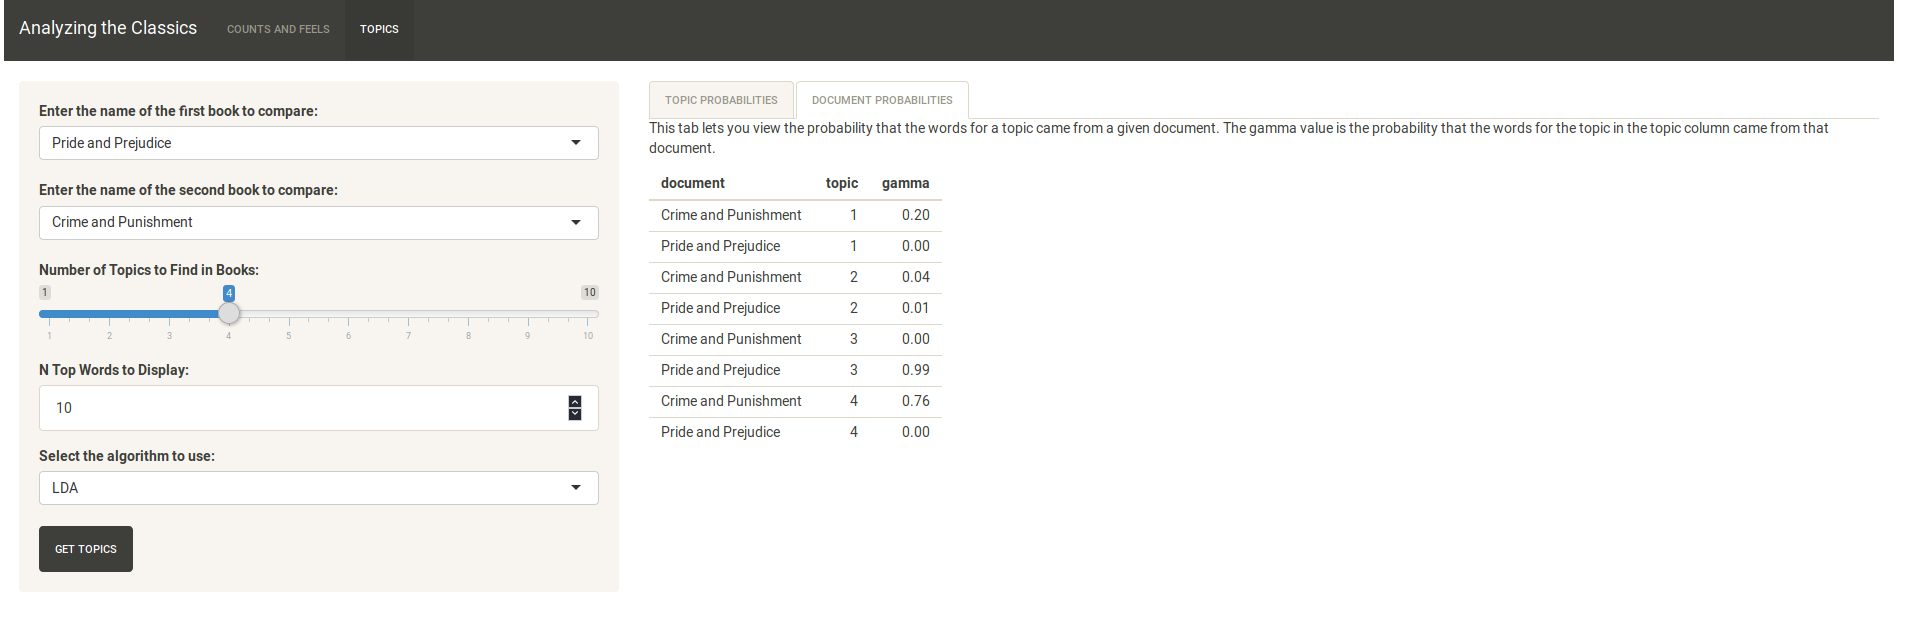 Analyzing the Classics COUNTS AND FEELS TOPICS
Enter the name of the first book to compare:
Pride and Prejudice
Enter the name of the second book to compare:
Crime and Punishment
Number of Topics to Find in Books:
1 4 10
1 2 3 4 5 6 7 8 9 10
N Top Words to Display:
10
Select the algorithm to use:
LDA
GET TOPICS
TOPIC PROBABILITIES DOCUMENT PROBABILITIES
This tab lets you view the probability that the words for a topic came from a given document. The gamma value is the probability that the words for the topic in the topic column came from that
document.
document topic gamma
Crime and Punishment 1 0.20
Pride and Prejudice 1 0.00
Crime and Punishment 2 0.04
Pride and Prejudice 2 0.01
Crime and Punishment 3 0.00
Pride and Prejudice 3 0.99
Crime and Punishment 4 0.76
Pride and Prejudice 4 0.00